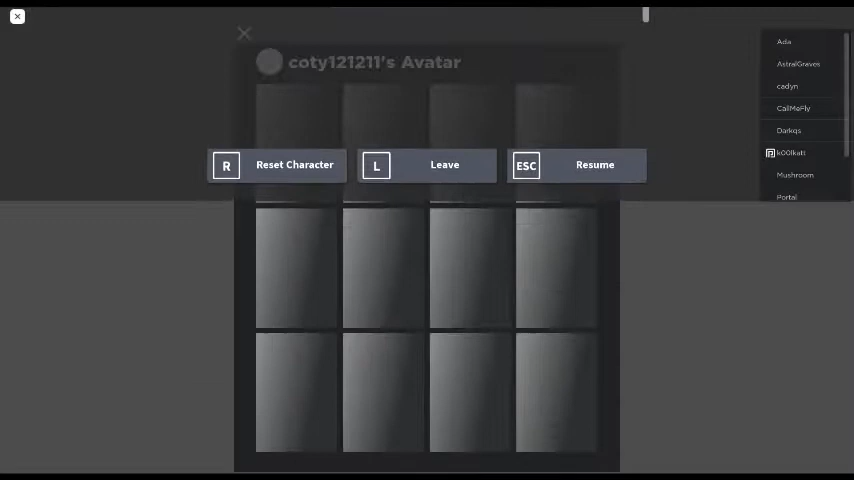 coty121211's Avatar
R Reset Character
L Leave
ESC Resume
Ada
AstralGraves
cadyn
CallMeFly
Darkqs
k00lkatt
Mushroom
Portal